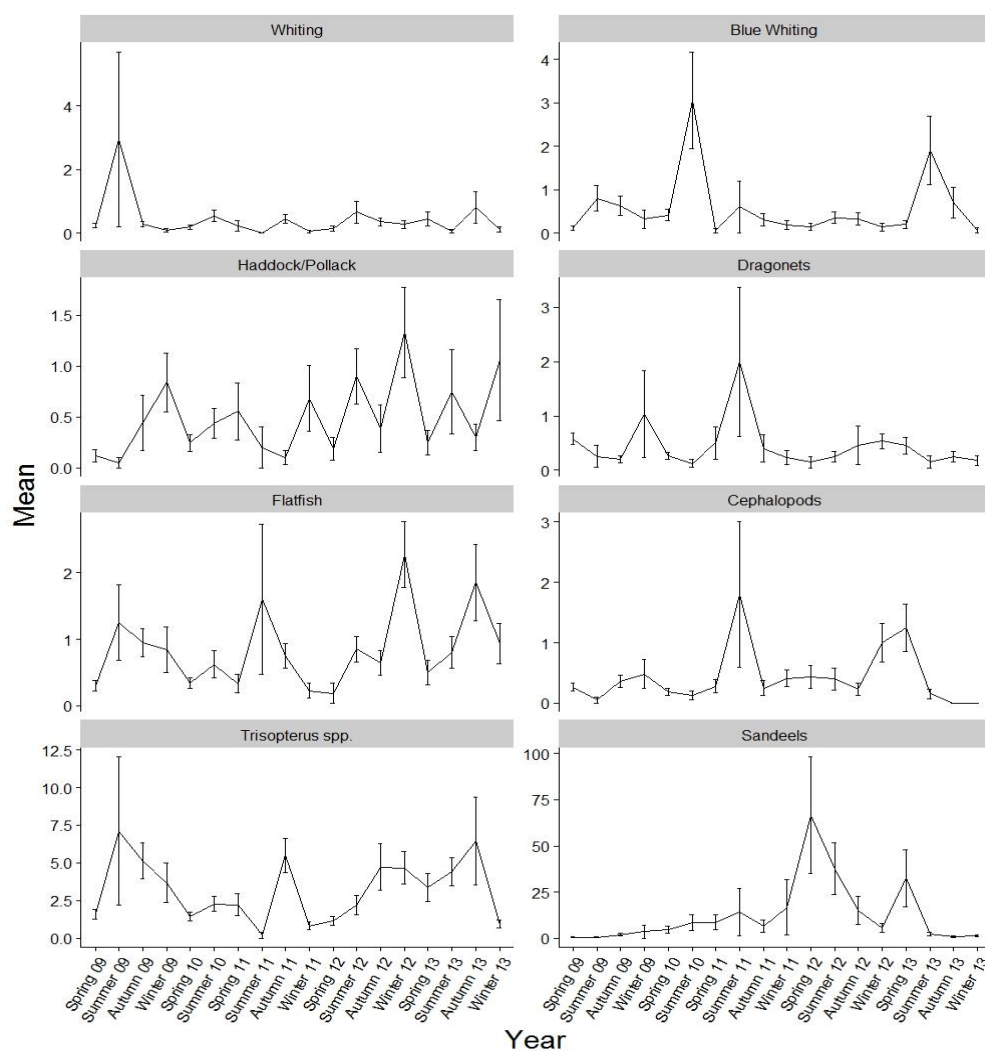 Whiting
Blue Whiting
4
2
0
4
3
2
1
0
Haddock/Pollack
Dragonets
1.5
1.0
0.5
0.0
3
2
1
0
Flatfish
Cephalopods
2
1
0
3
2
1
0
Trisopterus spp.
Sandeels
12.5
10.0
7.5
5.0
2.5
0.0
100
75
50
25
0
Mean
Spring 09
Summer 09
Autumn 09
Winter 09
Spring 10
Summer 10
Spring 11
Summer 11
Autumn 11
Winter 11
Spring 12
Summer 12
Autumn 12
Winter 12
Spring 13
Summer 13
Autumn 13
Winter 13
Spring 09
Summer 09
Autumn 09
Winter 09
Spring 10
Summer 10
Spring 11
Summer 11
Autumn 11
Winter 11
Spring 12
Summer 12
Autumn 12
Winter 12
Spring 13
Summer 13
Autumn 13
Winter 13
Year